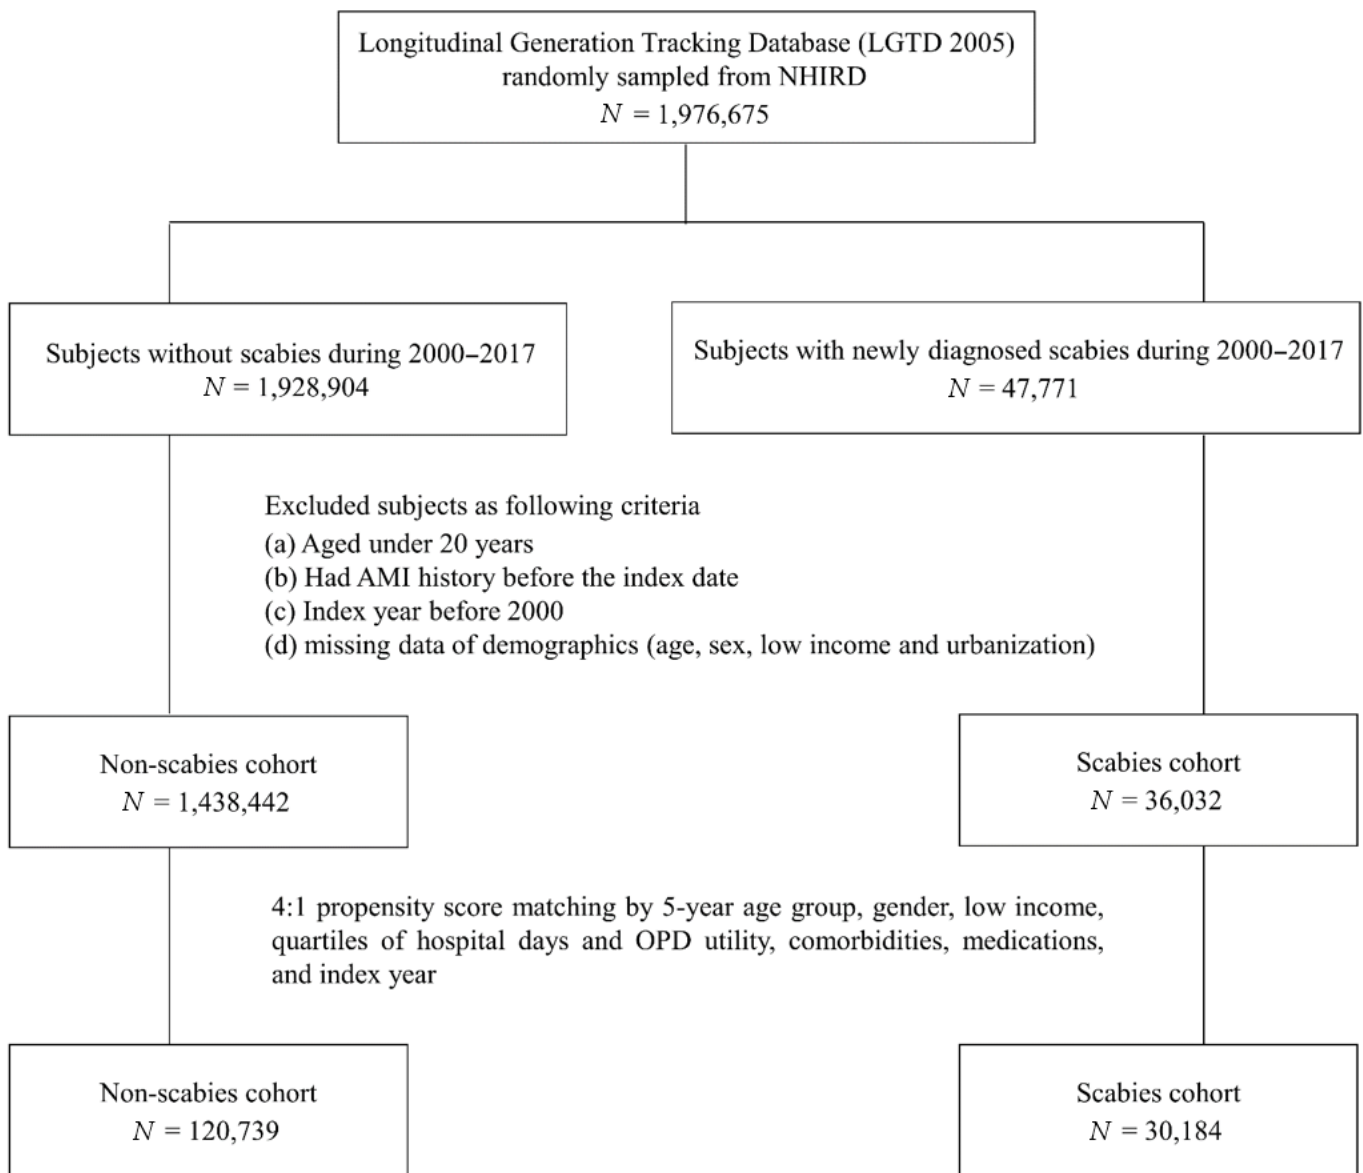 Longitudinal Generation Tracking Database (LGTD 2005)
randomly sampled from NHIRD
N = 1,976,675
Subjects without scabies during 2000–2017
N = 1,928,904
Subjects with newly diagnosed scabies during 2000–2017
N = 47,771
Excluded subjects as following criteria
(a) Aged under 20 years
(b) Had AMI history before the index date
(c) Index year before 2000
(d) missing data of demographics (age, sex, low income and urbanization)
Non-scabies cohort
N = 1,438,442
Scabies cohort
N = 36,032
4:1 propensity score matching by 5-year age group, gender, low income,
quartiles of hospital days and OPD utility, comorbidities, medications,
and index year
Non-scabies cohort
N = 120,739
Scabies cohort
N = 30,184